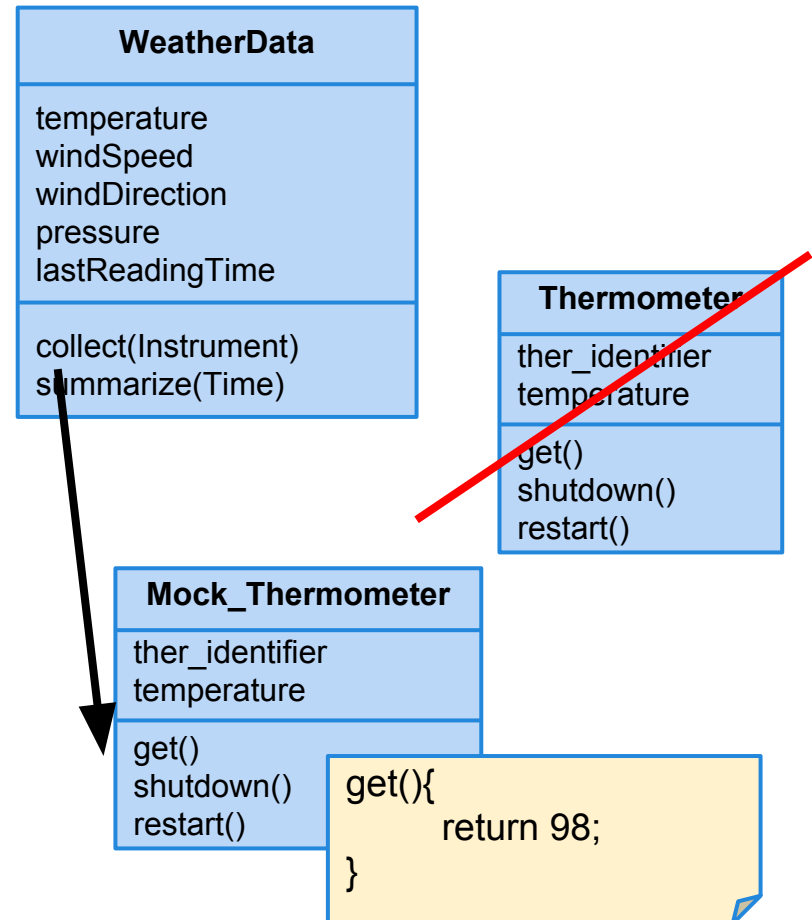 WeatherData
temperature
windSpeed
windDirection
pressure
lastReadingTime
collect(Instrument)
summarize(Time)
Thermometer
ther_identifier
temperature
get()
shutdown()
restart()
Mock_Thermometer
ther_identifier
temperature
get()
shutdown()
restart()
get(){
return 98;
}